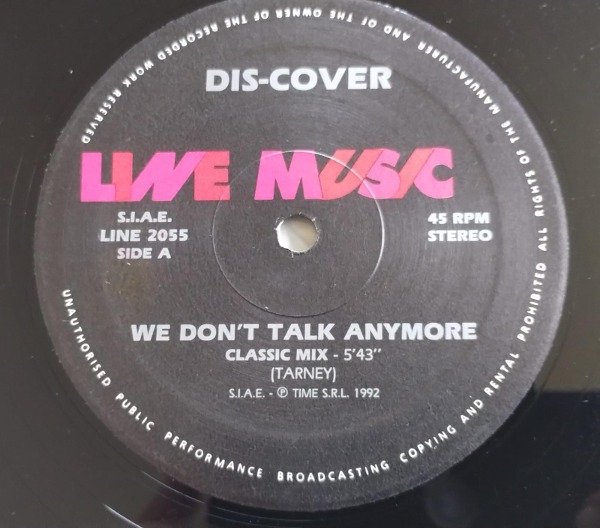 DIS-COVER
LINE MUSIC
S.I.A.E.
LINE 2055
SIDE A
45 RPM
STEREO
WE DON'T TALK ANYMORE
CLASSIC MIX - 5'43"
(TARNEY)
S.I.A.E. - ℗ TIME S.R.L. 1992
UNAUTHORISED PUBLIC PERFORMANCE BROADCASTING COPYING AND RENTAL PROHIBITED ALL RIGHTS OF THE MANUFACTURER AND OF THE OWNER OF THE RECORDED WORK RESERVED